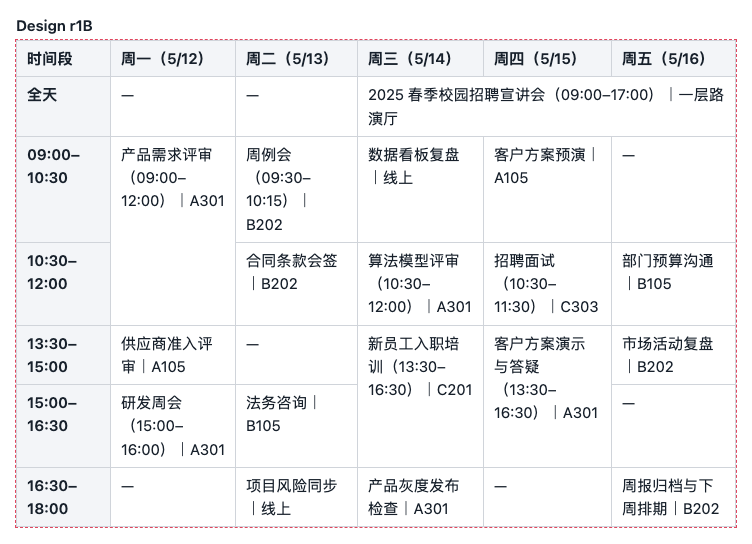 Design r1B
时间段 周一（5/12） 周二（5/13） 周三（5/14） 周四（5/15） 周五（5/16）
全天 — — 2025 春季校园招聘宣讲会（09:00–17:00）｜一层路
演厅
09:00– 产品需求评审 周例会 数据看板复盘 客户方案预演｜ —
10:30 （09:00– （09:30– ｜线上 A105
12:00）｜A301 10:15）｜
B202
10:30– 合同条款会签 算法模型评审 招聘面试 部门预算沟通
12:00 ｜B202 （10:30– （10:30– ｜B105
12:00）｜A301 11:30）｜C303
13:30– 供应商准入评 — 新员工入职培 客户方案演示 市场活动复盘
15:00 审｜A105 训（13:30– 与答疑 ｜B202
16:30）｜C201 （13:30–
16:30）｜A301
15:00– 研发周会 法务咨询｜ —
16:30 （15:00– B105
16:00）｜A301
16:30– — 项目风险同步 产品灰度发布 — 周报归档与下
18:00 ｜线上 检查｜A301 周排期｜B202